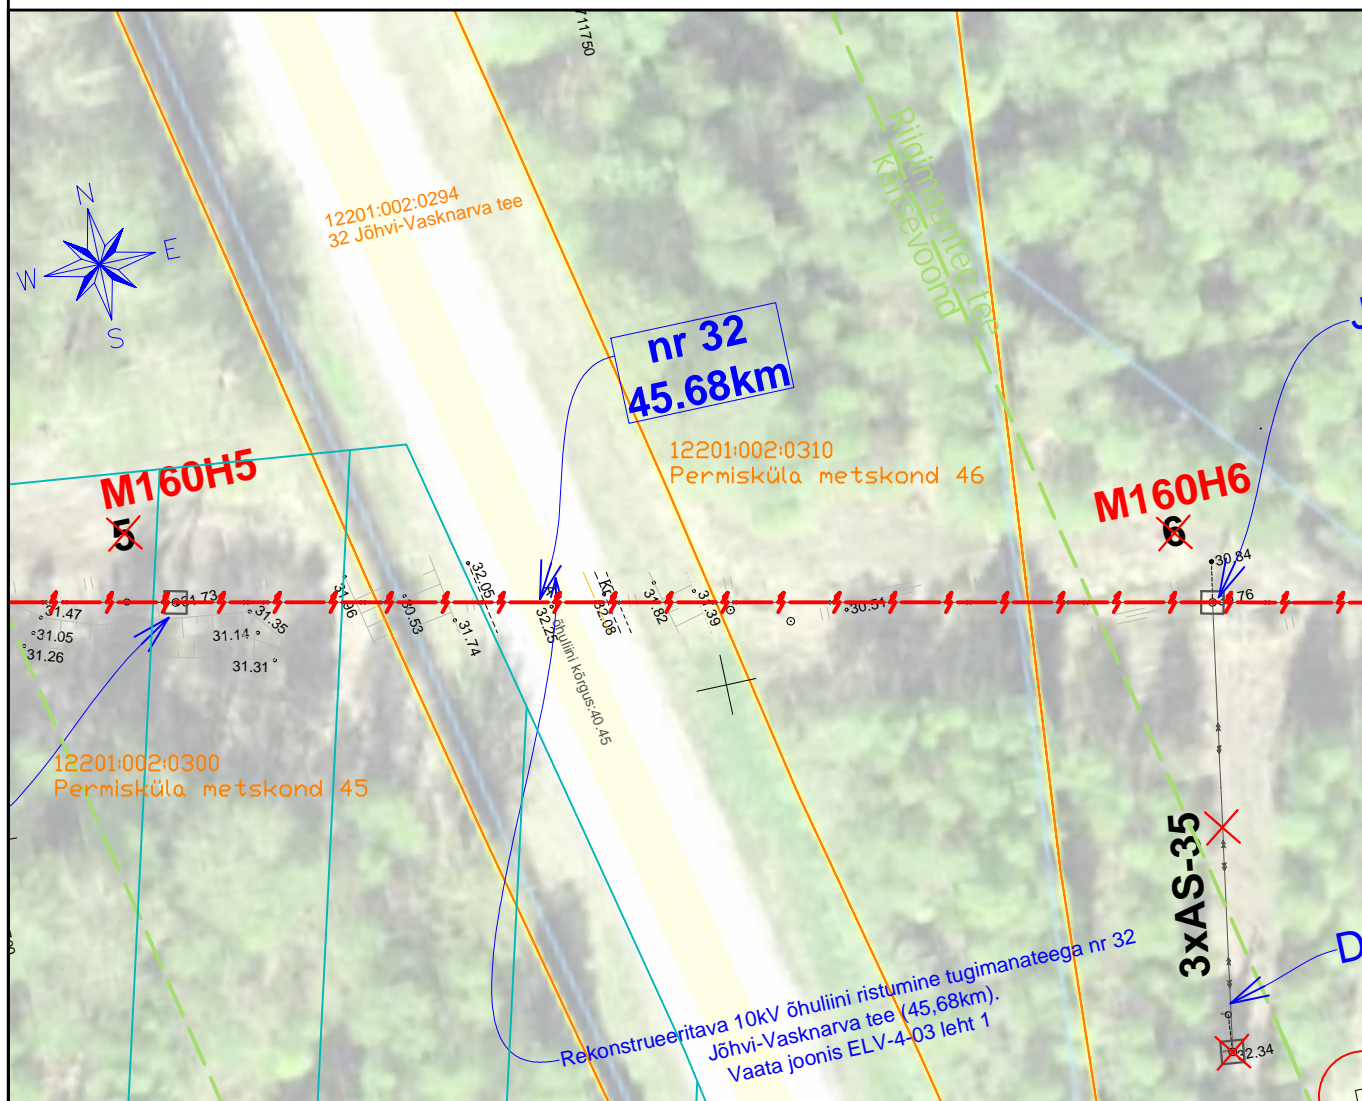 711750
N
W
E
S
12201:002:0294
32 Jõhvi-Vasknarva tee
Riigimaantee tee
kaitsevöönd
nr 32
45.68km
12201:002:0310
Permisküla metskond 46
M160H5
5
M160H6
6
30.84
31.73
31.47
31.05
31.26
31.35
31.14
31.31
31.96
30.53
32.05
31.74
32.25
32.08
31.82
31.39
30.51
76
õhuliini kõrgus:40.45
12201:002:0300
Permisküla metskond 45
3xAS-35
D
32.34
Rekonstrueeritava 10kV õhuliini ristumine tugimanateega nr 32
Jõhvi-Vasknarva tee (45,68km).
Vaata joonis ELV-4-03 leht 1